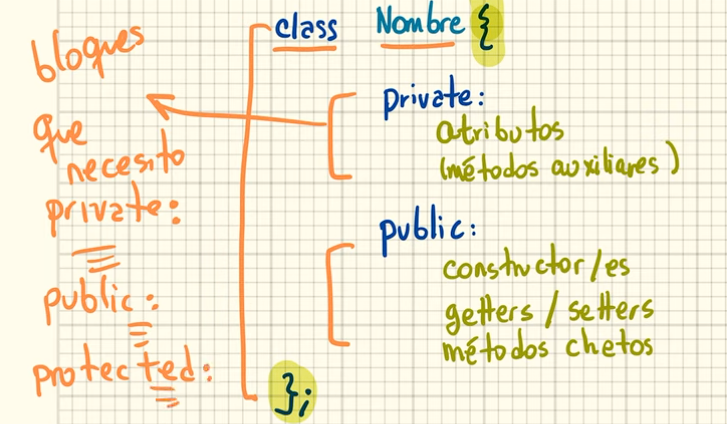 bloques
que
necesito
private:
public:
protected:
class Nombre {
private:
atributos
(métodos auxiliares)
public:
constructor/es
getters / setters
métodos chetos
};